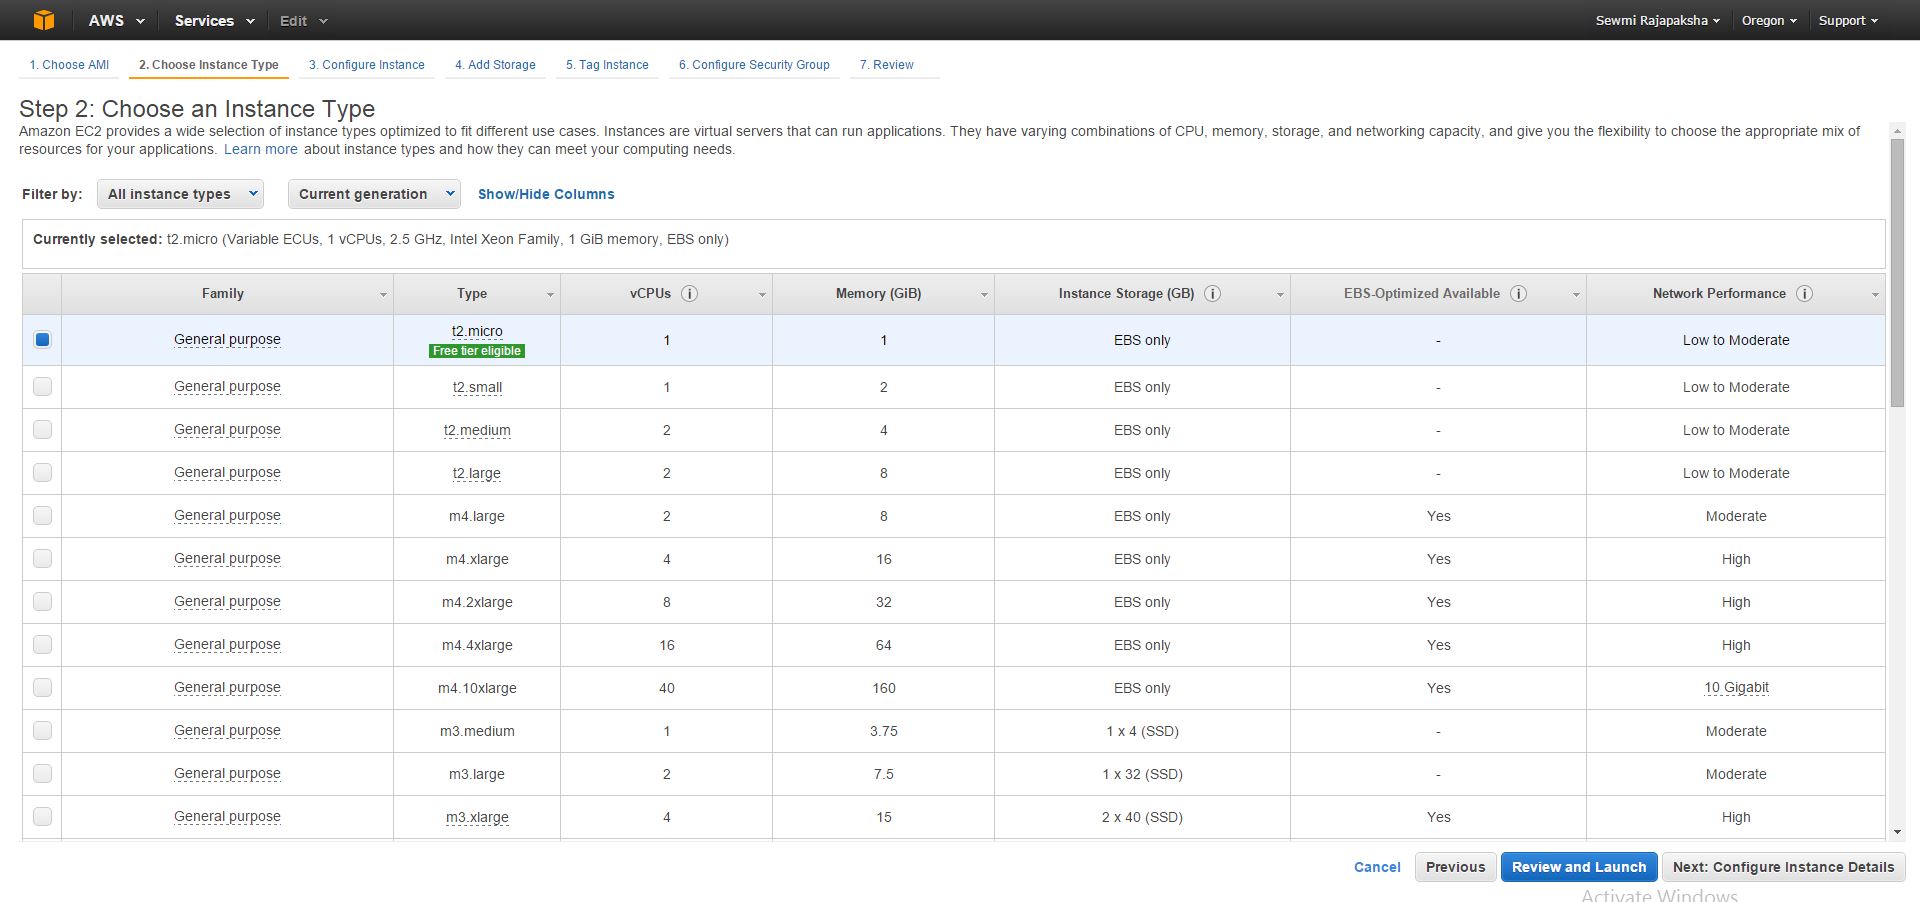 AWS Services Edit Sewmi Rajapaksha Oregon Support
1. Choose AMI 2. Choose Instance Type 3. Configure Instance 4. Add Storage 5. Tag Instance 6. Configure Security Group 7. Review
Step 2: Choose an Instance Type
Amazon EC2 provides a wide selection of instance types optimized to fit different use cases. Instances are virtual servers that can run applications. They have varying combinations of CPU, memory, storage, and networking capacity, and give you the flexibility to choose the appropriate mix of
resources for your applications. Learn more about instance types and how they can meet your computing needs.
Filter by: All instance types Current generation Show/Hide Columns
Currently selected: t2.micro (Variable ECUs, 1 vCPUs, 2.5 GHz, Intel Xeon Family, 1 GiB memory, EBS only)
Family Type vCPUs Memory (GiB) Instance Storage (GB) EBS-Optimized Available Network Performance
General purpose t2.micro 1 1 EBS only - Low to Moderate
Free tier eligible
General purpose t2.small 1 2 EBS only - Low to Moderate
General purpose t2.medium 2 4 EBS only - Low to Moderate
General purpose t2.large 2 8 EBS only - Low to Moderate
General purpose m4.large 2 8 EBS only Yes Moderate
General purpose m4.xlarge 4 16 EBS only Yes High
General purpose m4.2xlarge 8 32 EBS only Yes High
General purpose m4.4xlarge 16 64 EBS only Yes High
General purpose m4.10xlarge 40 160 EBS only Yes 10 Gigabit
General purpose m3.medium 1 3.75 1 x 4 (SSD) - Moderate
General purpose m3.large 2 7.5 1 x 32 (SSD) - Moderate
General purpose m3.xlarge 4 15 2 x 40 (SSD) Yes High
Cancel Previous Review and Launch Next: Configure Instance Details
Activate Windows